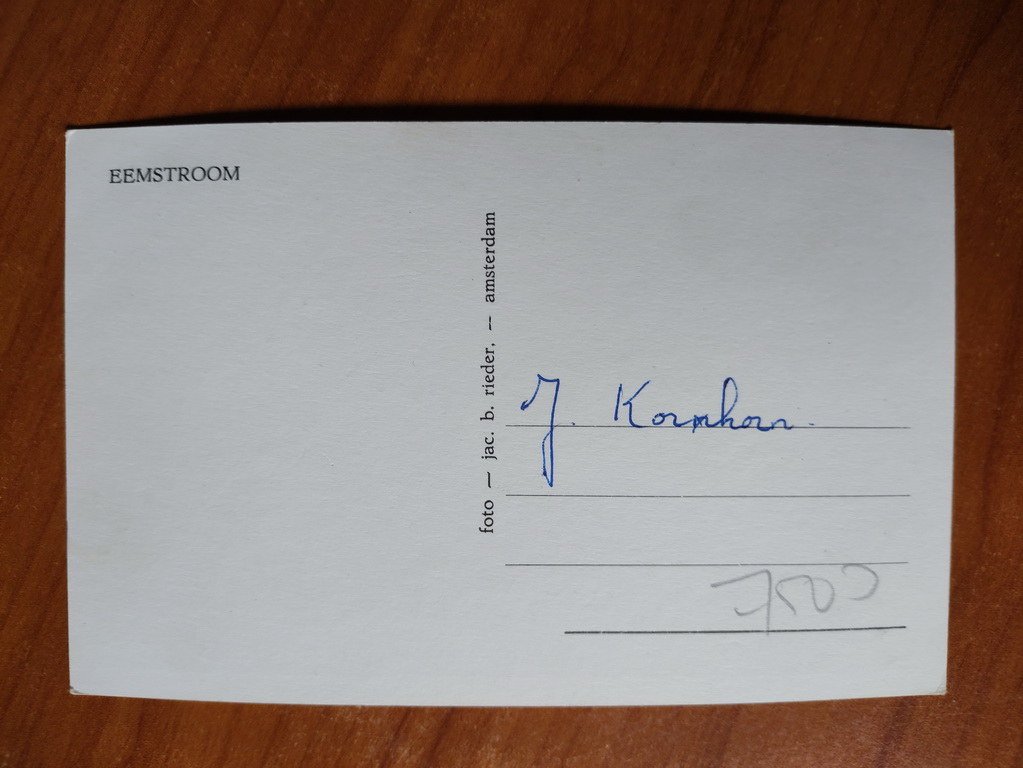 EEMSTROOM
foto — jac. b. rieder. -- amsterdam
J. Kornhorn.